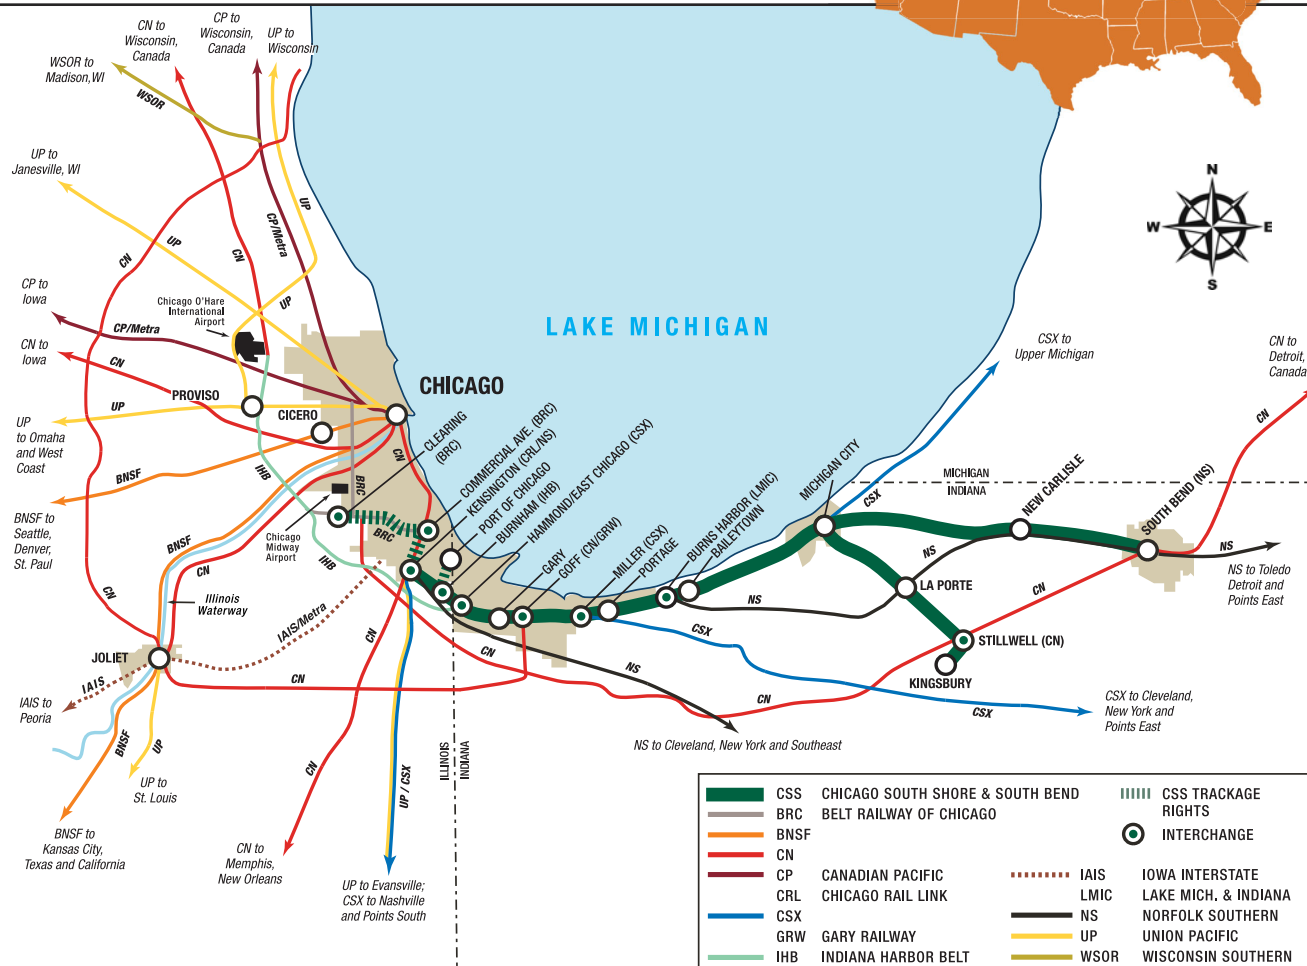 CN to
Wisconsin,
Canada
CP to
Wisconsin,
Canada
UP to
Wisconsin
WSOR to
Madison,WI
WSOR
UP to
Janesville, WI
UP
CP/Metra
CN
UP
CN
UP
CP to
Iowa
Chicago O'Hare
International
Airport
CP/Metra
CN to
Iowa
CN
LAKE MICHIGAN
N
W
E
S
CSX to
Upper Michigan
CN to
Detroit,
Canada
CN
PROVISO
CHICAGO
UP
CICERO
UP
to Omaha
and West
Coast
BNSF
IHB
CN
BRC
CLEARING
(BRC)
COMMERCIAL AVE. (BRC)
KENSINGTON (CRL/NS)
PORT OF CHICAGO
BURNHAM (IHB)
HAMMOND/EAST CHICAGO (CSX)
GARY
GOFF (CN/GRW)
MILLER (CSX)
PORTAGE
BURNS HARBOR (LMIC)
BAILEYTOWN
MICHIGAN CITY
CSX
MICHIGAN
INDIANA
NEW CARLISLE
SOUTH BEND (NS)
BNSF to
Seattle,
Denver,
St. Paul
Chicago
Midway
Airport
BRC
BNSF
IHB
CN
Illinois
Waterway
CN
IAIS/Metra
NS
NS
NS to Toledo
Detroit and
Points East
NS
LA PORTE
CN
CSX
STILLWELL (CN)
KINGSBURY
JOLIET
CN
CN
NS
CN
CN
IAIS
IAIS to
Peoria
BNSF
UP
UP to
St. Louis
CSX
CSX to Cleveland,
New York and
Points East
NS to Cleveland, New York and Southeast
ILLINOIS
INDIANA
CN
UP / CSX
BNSF to
Kansas City,
Texas and California
CN to
Memphis,
New Orleans
UP to Evansville;
CSX to Nashville
and Points South
CSS CHICAGO SOUTH SHORE & SOUTH BEND
BRC BELT RAILWAY OF CHICAGO
BNSF
CN
CP CANADIAN PACIFIC
CRL CHICAGO RAIL LINK
CSX
GRW GARY RAILWAY
IHB INDIANA HARBOR BELT
CSS TRACKAGE
RIGHTS
INTERCHANGE
IAIS IOWA INTERSTATE
LMIC LAKE MICH. & INDIANA
NS NORFOLK SOUTHERN
UP UNION PACIFIC
WSOR WISCONSIN SOUTHERN